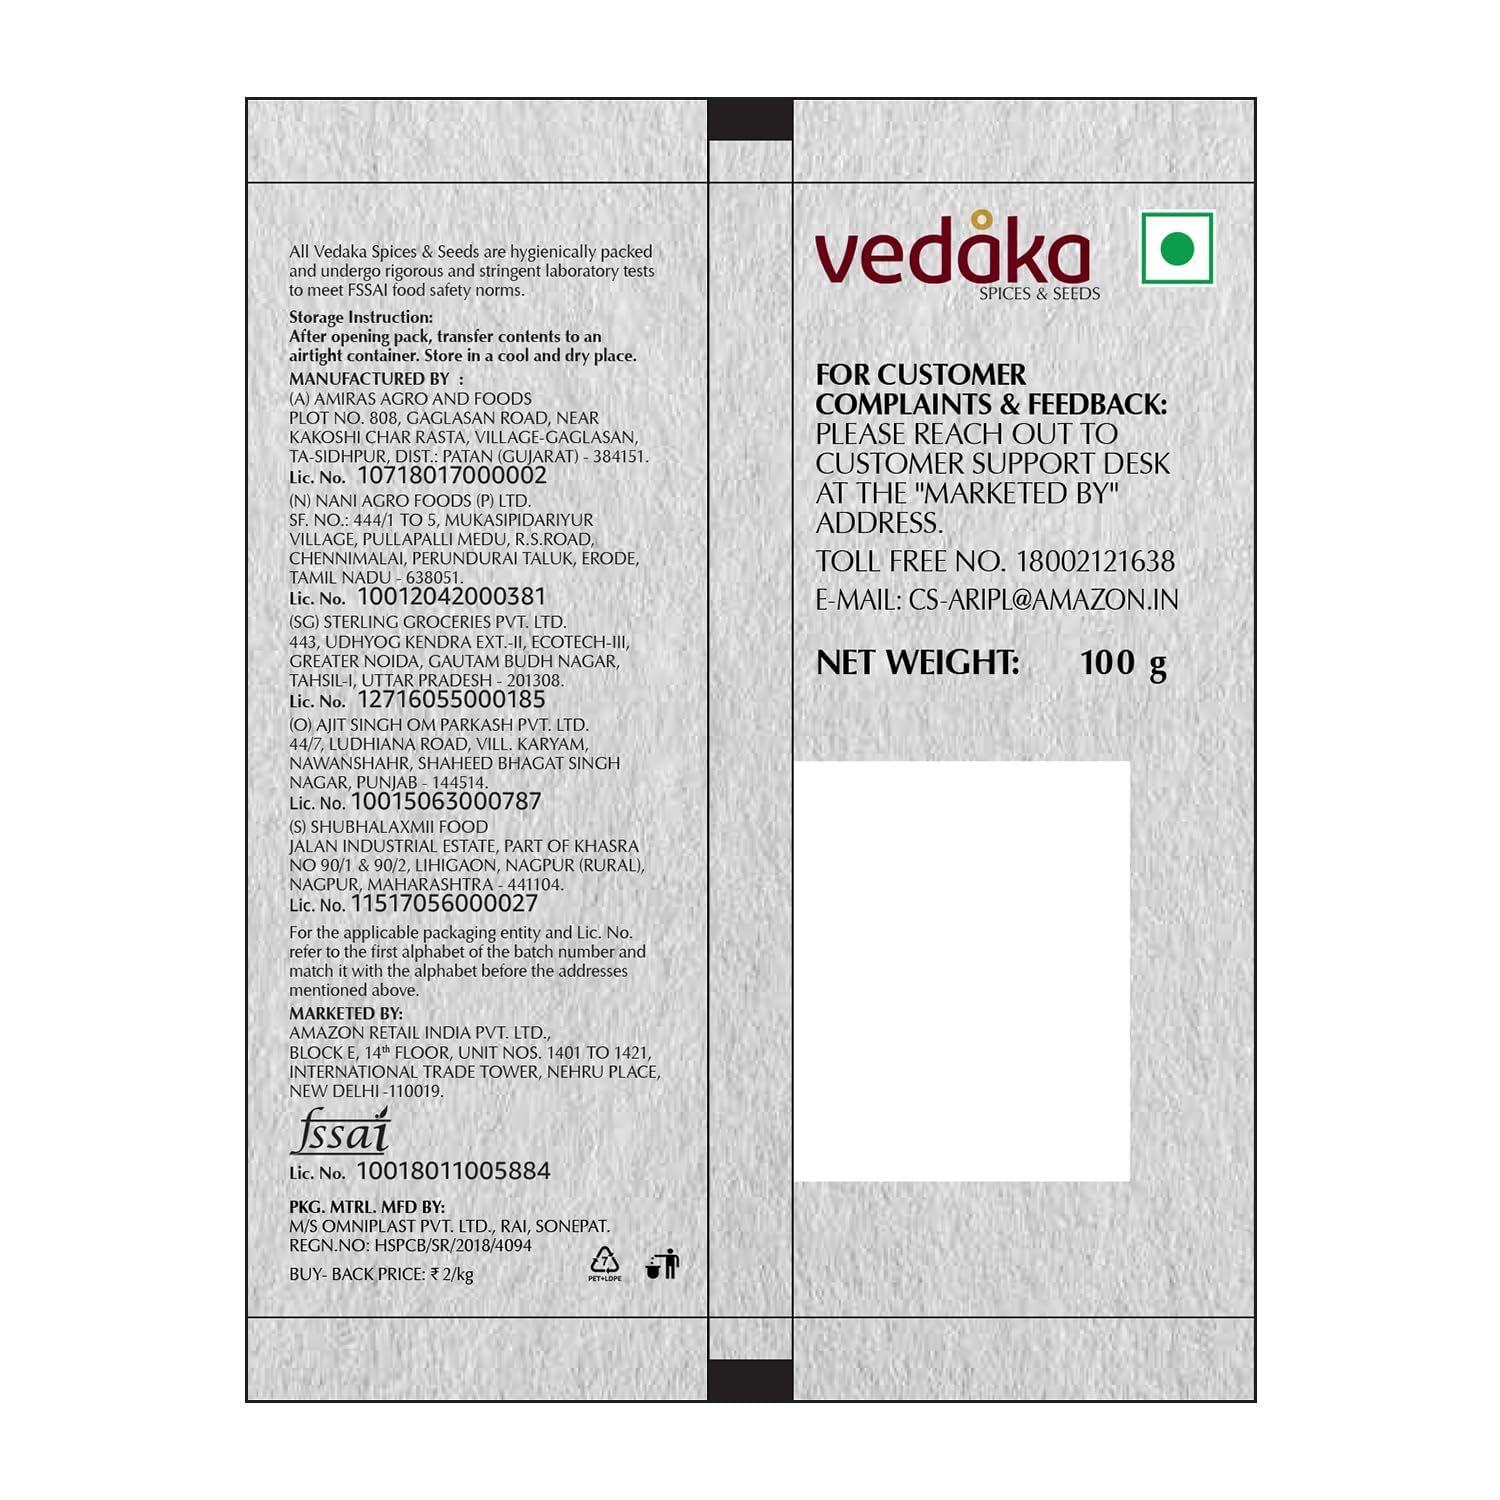 All Vedaka Spices & Seeds are hygienically packed
and undergo rigorous and stringent laboratory tests
to meet FSSAI food safety norms.
Storage Instruction:
After opening pack, transfer contents to an
airtight container. Store in a cool and dry place.
MANUFACTURED BY :
(A) AMIRAS AGRO AND FOODS
PLOT NO. 808, GAGLASAN ROAD, NEAR
KAKOSHI CHAR RASTA, VILLAGE-GAGLASAN,
TA-SIDHPUR, DIST.: PATAN (GUJARAT) - 384151.
Lic. No. 10718017000002
(N) NANI AGRO FOODS (P) LTD.
SF. NO.: 444/1 TO 5, MUKASIPIDARIYUR
VILLAGE, PULLAPALLI MEDU, R.S.ROAD,
CHENNIMALAI, PERUNDURAI TALUK, ERODE,
TAMIL NADU - 638051.
Lic. No. 10012042000381
(SG) STERLING GROCERIES PVT. LTD.
443, UDHYOG KENDRA EXT.-II, ECOTECH-III,
GREATER NOIDA, GAUTAM BUDH NAGAR,
TAHSIL-I, UTTAR PRADESH - 201308.
Lic. No. 12716055000185
(O) AJIT SINGH OM PARKASH PVT. LTD.
44/7, LUDHIANA ROAD, VILL. KARYAM,
NAWANSHAHR, SHAHEED BHAGAT SINGH
NAGAR, PUNJAB - 144514.
Lic. No. 10015063000787
(S) SHUBHALAXMII FOOD
JALAN INDUSTRIAL ESTATE, PART OF KHASRA
NO 90/1 & 90/2, LIHIGAON, NAGPUR (RURAL),
NAGPUR, MAHARASHTRA - 441104.
Lic. No. 11517056000027
For the applicable packaging entity and Lic. No.
refer to the first alphabet of the batch number and
match it with the alphabet before the addresses
mentioned above.
MARKETED BY:
AMAZON RETAIL INDIA PVT. LTD.,
BLOCK E, 14th FLOOR, UNIT NOS. 1401 TO 1421,
INTERNATIONAL TRADE TOWER, NEHRU PLACE,
NEW DELHI -110019.
fssai
Lic. No. 10018011005884
PKG. MTRL. MFD BY:
M/S OMNIPLAST PVT. LTD., RAI, SONEPAT.
REGN.NO: HSPCB/SR/2018/4094
BUY- BACK PRICE: ₹ 2/kg
7
PET+LDPE
vedaka
SPICES & SEEDS
FOR CUSTOMER
COMPLAINTS & FEEDBACK:
PLEASE REACH OUT TO
CUSTOMER SUPPORT DESK
AT THE "MARKETED BY"
ADDRESS.
TOLL FREE NO. 18002121638
E-MAIL: CS-ARIPL@AMAZON.IN
NET WEIGHT: 100 g